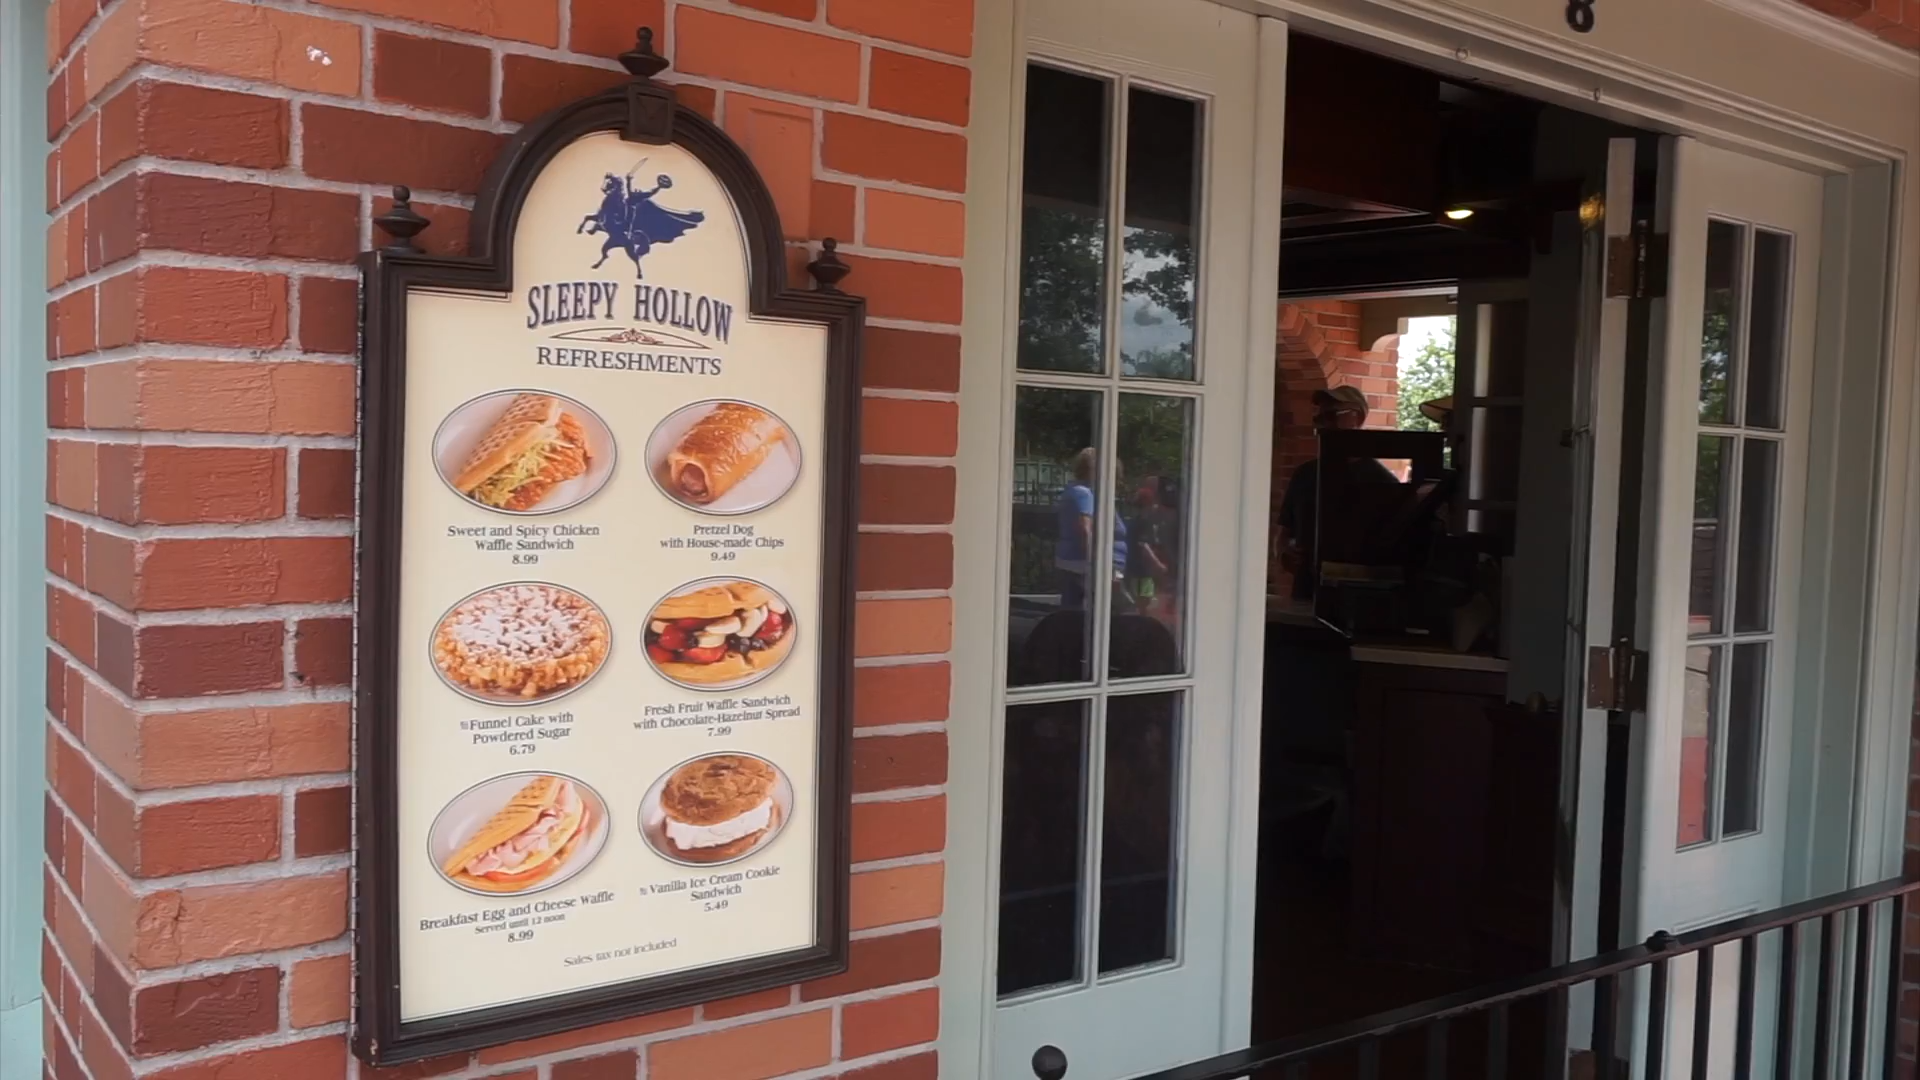 8
SLEEPY HOLLOW
REFRESHMENTS
Sweet and Spicy Chicken
Waffle Sandwich
8.99
Pretzel Dog
with House-made Chips
9.49
Funnel Cake with
Powdered Sugar
6.79
Fresh Fruit Waffle Sandwich
with Chocolate-Hazelnut Spread
7.99
Breakfast Egg and Cheese Waffle
Served until 12 noon
8.99
Vanilla Ice Cream Cookie
Sandwich
5.49
Sales tax not included